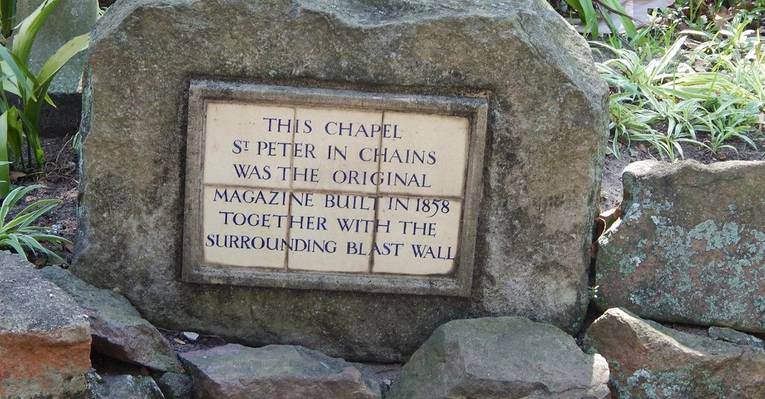 THIS CHAPEL
Sᵀ PETER IN CHAINS
WAS THE ORIGINAL
MAGAZINE BUILT IN 1858
TOGETHER WITH THE
SURROUNDING BLAST WALL